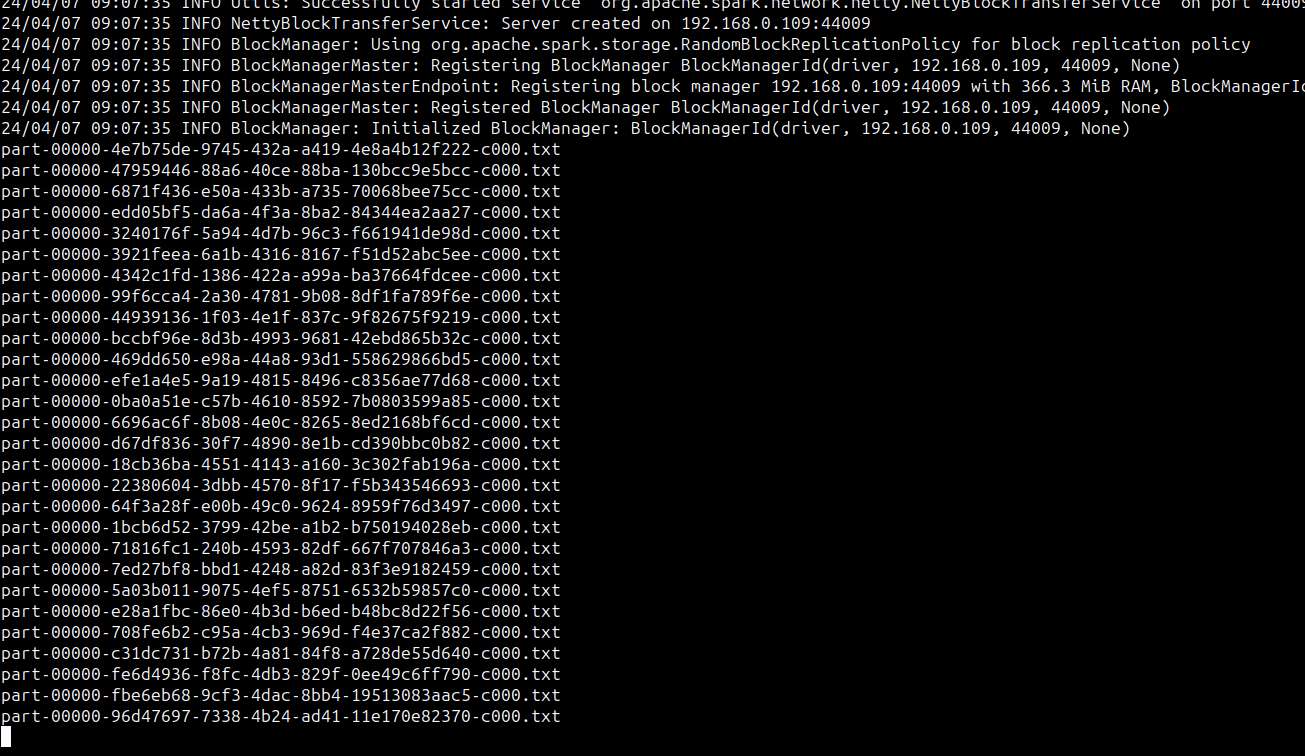 24/04/07 09:07:35 INFO Utils: Successfully started service 'org.apache.spark.network.netty.NettyBlockTransferService' on port 44009
24/04/07 09:07:35 INFO NettyBlockTransferService: Server created on 192.168.0.109:44009
24/04/07 09:07:35 INFO BlockManager: Using org.apache.spark.storage.RandomBlockReplicationPolicy for block replication policy
24/04/07 09:07:35 INFO BlockManagerMaster: Registering BlockManager BlockManagerId(driver, 192.168.0.109, 44009, None)
24/04/07 09:07:35 INFO BlockManagerMasterEndpoint: Registering block manager 192.168.0.109:44009 with 366.3 MiB RAM, BlockManagerId
24/04/07 09:07:35 INFO BlockManagerMaster: Registered BlockManager BlockManagerId(driver, 192.168.0.109, 44009, None)
24/04/07 09:07:35 INFO BlockManager: Initialized BlockManager: BlockManagerId(driver, 192.168.0.109, 44009, None)
part-00000-4e7b75de-9745-432a-a419-4e8a4b12f222-c000.txt
part-00000-47959446-88a6-40ce-88ba-130bcc9e5bcc-c000.txt
part-00000-6871f436-e50a-433b-a735-70068bee75cc-c000.txt
part-00000-edd05bf5-da6a-4f3a-8ba2-84344ea2aa27-c000.txt
part-00000-3240176f-5a94-4d7b-96c3-f661941de98d-c000.txt
part-00000-3921feea-6a1b-4316-8167-f51d52abc5ee-c000.txt
part-00000-4342c1fd-1386-422a-a99a-ba37664fdcee-c000.txt
part-00000-99f6cca4-2a30-4781-9b08-8df1fa789f6e-c000.txt
part-00000-44939136-1f03-4e1f-837c-9f82675f9219-c000.txt
part-00000-bccbf96e-8d3b-4993-9681-42ebd865b32c-c000.txt
part-00000-469dd650-e98a-44a8-93d1-558629866bd5-c000.txt
part-00000-efe1a4e5-9a19-4815-8496-c8356ae77d68-c000.txt
part-00000-0ba0a51e-c57b-4610-8592-7b0803599a85-c000.txt
part-00000-6696ac6f-8b08-4e0c-8265-8ed2168bf6cd-c000.txt
part-00000-d67df836-30f7-4890-8e1b-cd390bbc0b82-c000.txt
part-00000-18cb36ba-4551-4143-a160-3c302fab196a-c000.txt
part-00000-22380604-3dbb-4570-8f17-f5b343546693-c000.txt
part-00000-64f3a28f-e00b-49c0-9624-8959f76d3497-c000.txt
part-00000-1bcb6d52-3799-42be-a1b2-b750194028eb-c000.txt
part-00000-71816fc1-240b-4593-82df-667f707846a3-c000.txt
part-00000-7ed27bf8-bbd1-4248-a82d-83f3e9182459-c000.txt
part-00000-5a03b011-9075-4ef5-8751-6532b59857c0-c000.txt
part-00000-e28a1fbc-86e0-4b3d-b6ed-b48bc8d22f56-c000.txt
part-00000-708fe6b2-c95a-4cb3-969d-f4e37ca2f882-c000.txt
part-00000-c31dc731-b72b-4a81-84f8-a728de55d640-c000.txt
part-00000-fe6d4936-f8fc-4db3-829f-0ee49c6ff790-c000.txt
part-00000-fbe6eb68-9cf3-4dac-8bb4-19513083aac5-c000.txt
part-00000-96d47697-7338-4b24-ad41-11e170e82370-c000.txt